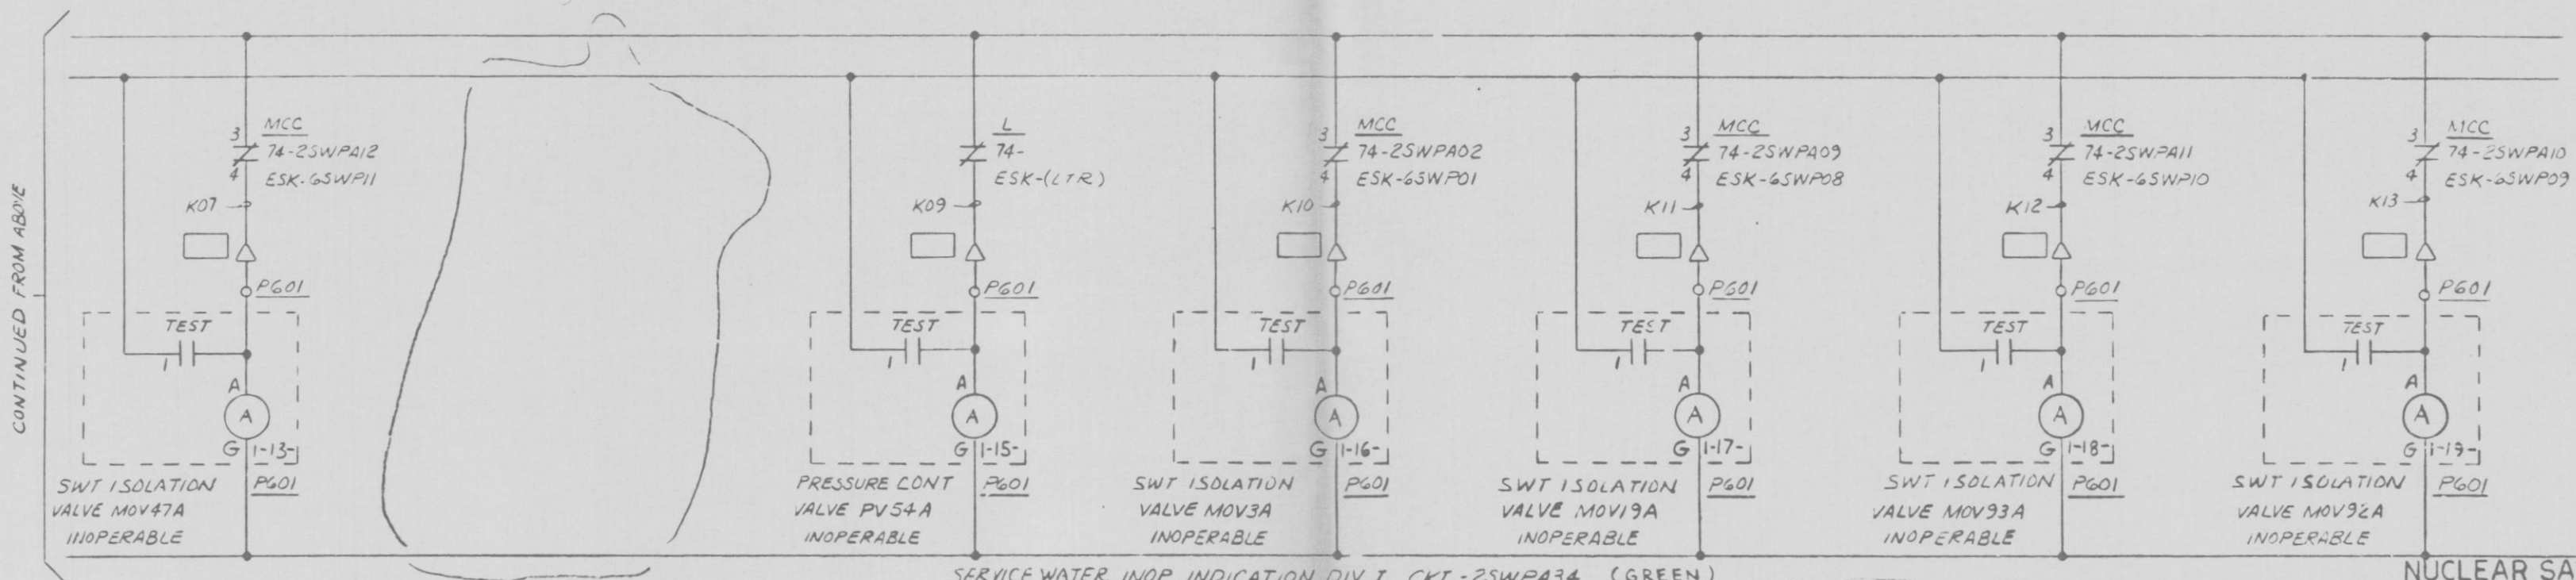 CONTINUED FROM ABOVE
3
MCC
74-2SWPA12
4
ESK-6SWP11
K07
P601
TEST
1
A
A
G
1-13-
SWT ISOLATION
VALVE MOV47A
INOPERABLE
P601
L
74-
ESK-(LTR)
K09
P601
TEST
1
A
A
G
1-15-
PRESSURE CONT
VALVE PV54A
INOPERABLE
P601
3
MCC
74-2SWPA02
4
ESK-6SWP01
K10
P601
TEST
1
A
A
G
1-16-
SWT ISOLATION
VALVE MOV3A
INOPERABLE
P601
3
MCC
74-2SWPA09
4
ESK-6SWP08
K11
P601
TEST
1
A
A
G
1-17-
SWT ISOLATION
VALVE MOV19A
INOPERABLE
P601
3
MCC
74-2SWPA11
4
ESK-6SWP10
K12
P601
TEST
1
A
A
G
1-18-
SWT ISOLATION
VALVE MOV93A
INOPERABLE
P601
3
MCC
74-2SWPA10
4
ESK-6SWP09
K13
P601
TEST
1
A
A
G
1-19-
SWT ISOLATION
VALVE MOV92A
INOPERABLE
P601
SERVICE WATER INOP INDICATION DIV I CKT-2SWPA34 (GREEN)
NUCLEAR SA